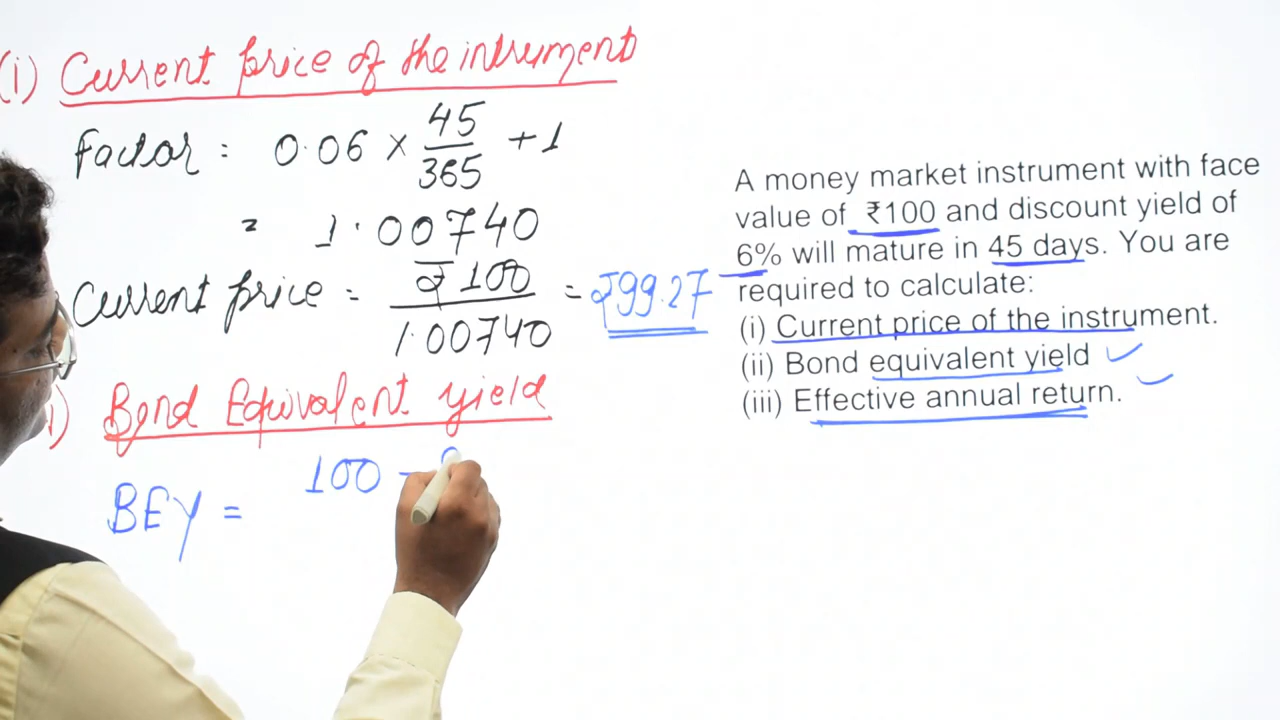 (i) Current price of the intrument
Factor = 0.06 × 45/365 + 1
= 1.00740
Current price = ₹100/1.00740 = ₹99.27
) Bond Equivalent yield
BEY = 100 -
A money market instrument with face
value of ₹100 and discount yield of
6% will mature in 45 days. You are
required to calculate:
(i) Current price of the instrument.
(ii) Bond equivalent yield
(iii) Effective annual return.